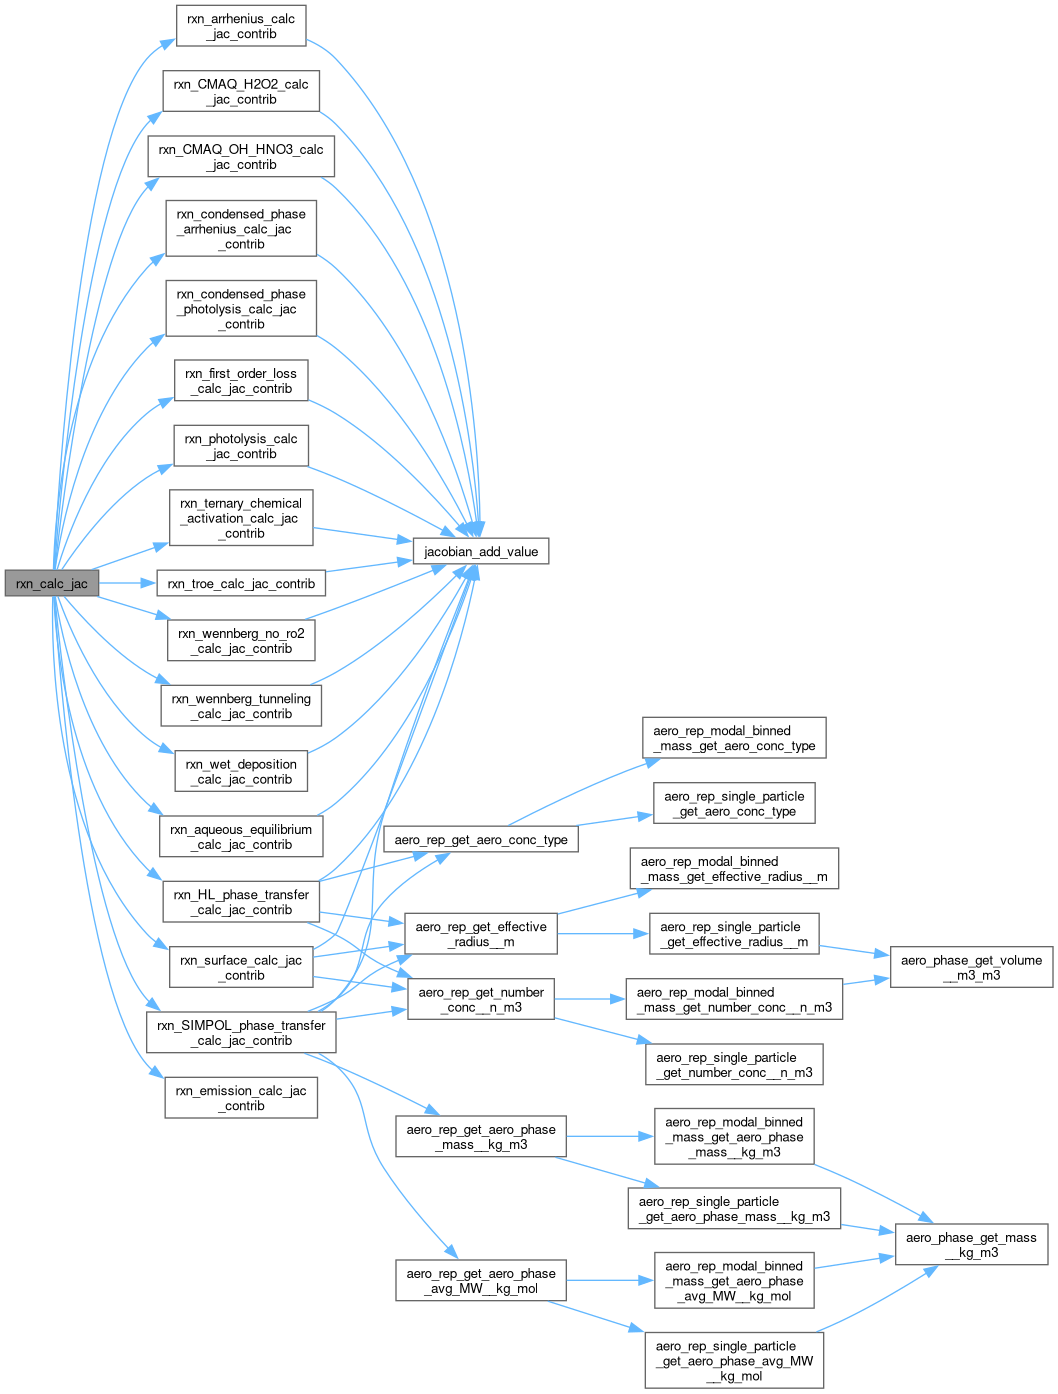 rxn_arrhenius_calc
_jac_contrib
rxn_CMAQ_H2O2_calc
_jac_contrib
rxn_CMAQ_OH_HNO3_calc
_jac_contrib
rxn_condensed_phase
_arrhenius_calc_jac
_contrib
rxn_condensed_phase
_photolysis_calc_jac
_contrib
rxn_first_order_loss
_calc_jac_contrib
rxn_photolysis_calc
_jac_contrib
rxn_ternary_chemical
_activation_calc_jac
_contrib
jacobian_add_value
rxn_calc_jac
rxn_troe_calc_jac_contrib
rxn_wennberg_no_ro2
_calc_jac_contrib
rxn_wennberg_tunneling
_calc_jac_contrib
rxn_wet_deposition
_calc_jac_contrib
rxn_aqueous_equilibrium
_calc_jac_contrib
rxn_HL_phase_transfer
_calc_jac_contrib
rxn_surface_calc_jac
_contrib
rxn_SIMPOL_phase_transfer
_calc_jac_contrib
rxn_emission_calc_jac
_contrib
aero_rep_get_aero_conc_type
aero_rep_get_effective
_radius__m
aero_rep_get_number
_conc__n_m3
aero_rep_get_aero_phase
_mass__kg_m3
aero_rep_get_aero_phase
_avg_MW__kg_mol
aero_rep_modal_binned
_mass_get_aero_conc_type
aero_rep_single_particle
_get_aero_conc_type
aero_rep_modal_binned
_mass_get_effective_radius__m
aero_rep_single_particle
_get_effective_radius__m
aero_rep_modal_binned
_mass_get_number_conc__n_m3
aero_rep_single_particle
_get_number_conc__n_m3
aero_rep_modal_binned
_mass_get_aero_phase
_mass__kg_m3
aero_rep_single_particle
_get_aero_phase_mass__kg_m3
aero_rep_modal_binned
_mass_get_aero_phase
_avg_MW__kg_mol
aero_rep_single_particle
_get_aero_phase_avg_MW
__kg_mol
aero_phase_get_volume
__m3_m3
aero_phase_get_mass
__kg_m3